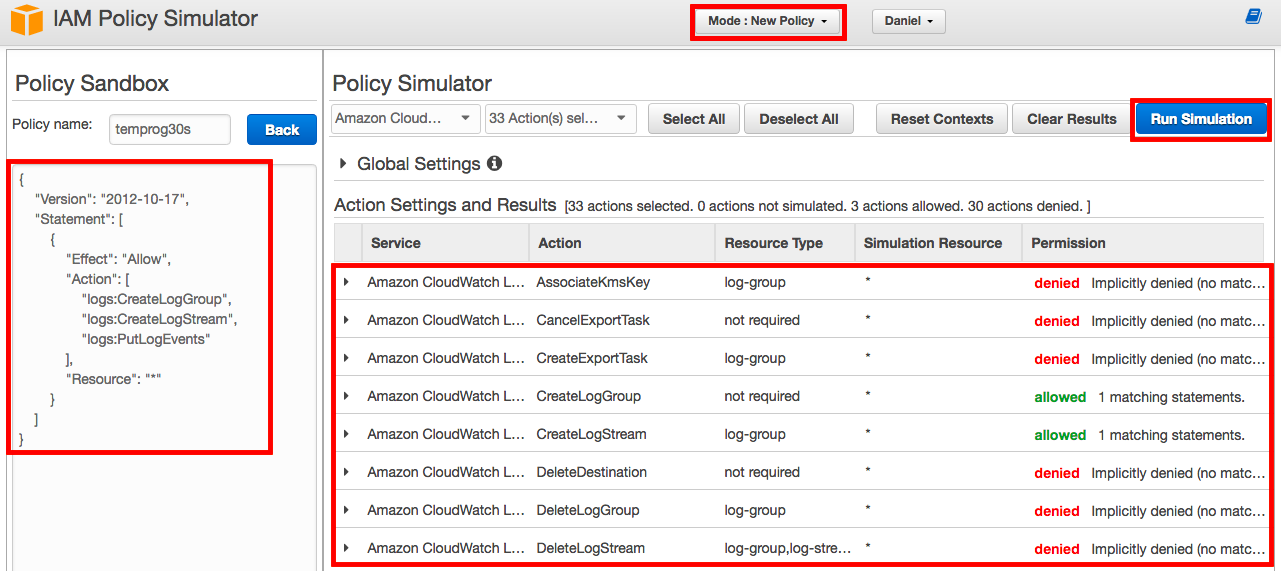 IAM Policy Simulator
Mode : New Policy
Daniel
Policy Sandbox
Policy name:
temprog30s
Back
{
"Version": "2012-10-17",
"Statement": [
{
"Effect": "Allow",
"Action": [
"logs:CreateLogGroup",
"logs:CreateLogStream",
"logs:PutLogEvents"
],
"Resource": "*"
}
]
}
Policy Simulator
Amazon Cloud...
33 Action(s) sel...
Select All
Deselect All
Reset Contexts
Clear Results
Run Simulation
Global Settings
Action Settings and Results [33 actions selected. 0 actions not simulated. 3 actions allowed. 30 actions denied. ]
Service Action Resource Type Simulation Resource Permission
Amazon CloudWatch L... AssociateKmsKey log-group * denied Implicitly denied (no matc...
Amazon CloudWatch L... CancelExportTask not required * denied Implicitly denied (no matc...
Amazon CloudWatch L... CreateExportTask log-group * denied Implicitly denied (no matc...
Amazon CloudWatch L... CreateLogGroup not required * allowed 1 matching statements.
Amazon CloudWatch L... CreateLogStream log-group * allowed 1 matching statements.
Amazon CloudWatch L... DeleteDestination not required * denied Implicitly denied (no matc...
Amazon CloudWatch L... DeleteLogGroup log-group * denied Implicitly denied (no matc...
Amazon CloudWatch L... DeleteLogStream log-group,log-stre... * denied Implicitly denied (no matc...